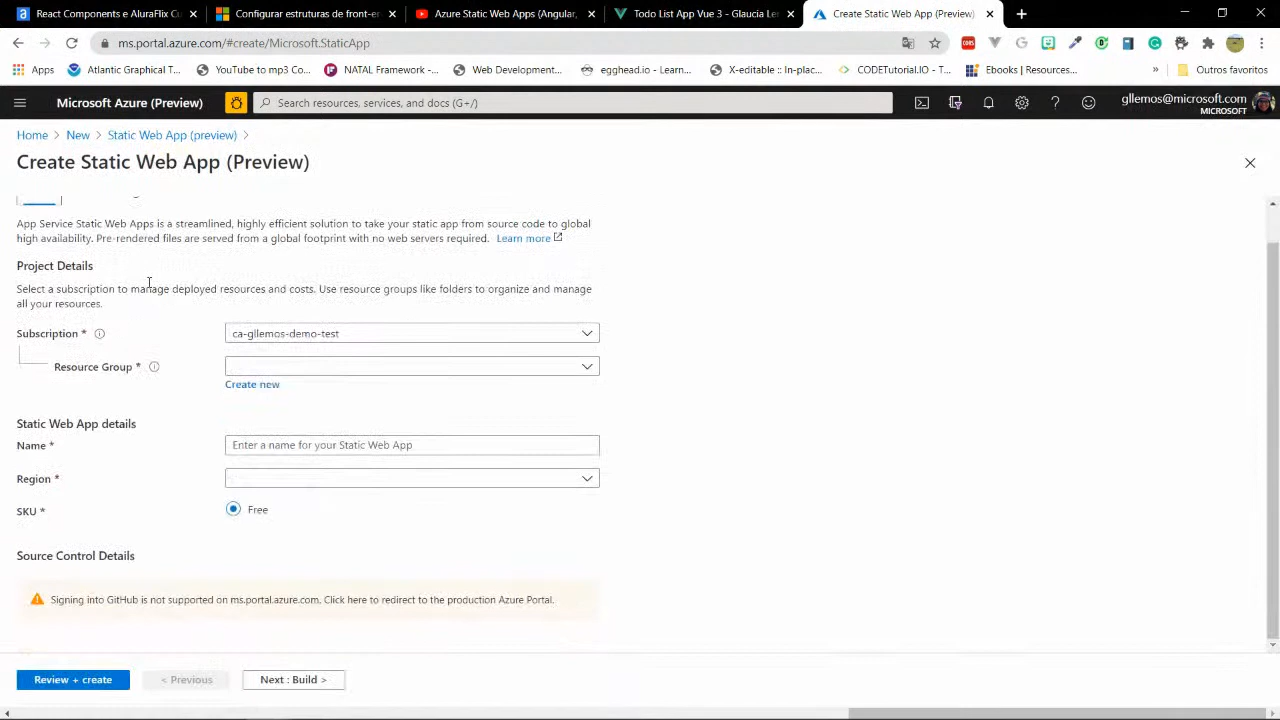 React Components e AluraFlix Cu
Configurar estruturas de front-er
Azure Static Web Apps (Angular,
Todo List App Vue 3 - Glaucia Ler
Create Static Web App (Preview)
ms.portal.azure.com/#create/Microsoft.StaticApp
Apps
Atlantic Graphical T...
YouTube to mp3 Co...
NATAL Framework -...
Web Development...
egghead.io - Learn...
X-editable :: In-plac...
CODETutorial.IO - T...
Ebooks | Resources...
»
Outros favoritos
Microsoft Azure (Preview)
Search resources, services, and docs (G+/)
gllemos@microsoft.com
MICROSOFT
Home > New > Static Web App (preview) >
Create Static Web App (Preview)
App Service Static Web Apps is a streamlined, highly efficient solution to take your static app from source code to global
high availability. Pre-rendered files are served from a global footprint with no web servers required. Learn more
Project Details
Select a subscription to manage deployed resources and costs. Use resource groups like folders to organize and manage
all your resources.
Subscription *
ca-gllemos-demo-test
Resource Group *
Create new
Static Web App details
Name *
Enter a name for your Static Web App
Region *
SKU *
Free
Source Control Details
Signing into GitHub is not supported on ms.portal.azure.com. Click here to redirect to the production Azure Portal.
Review + create
< Previous
Next : Build >